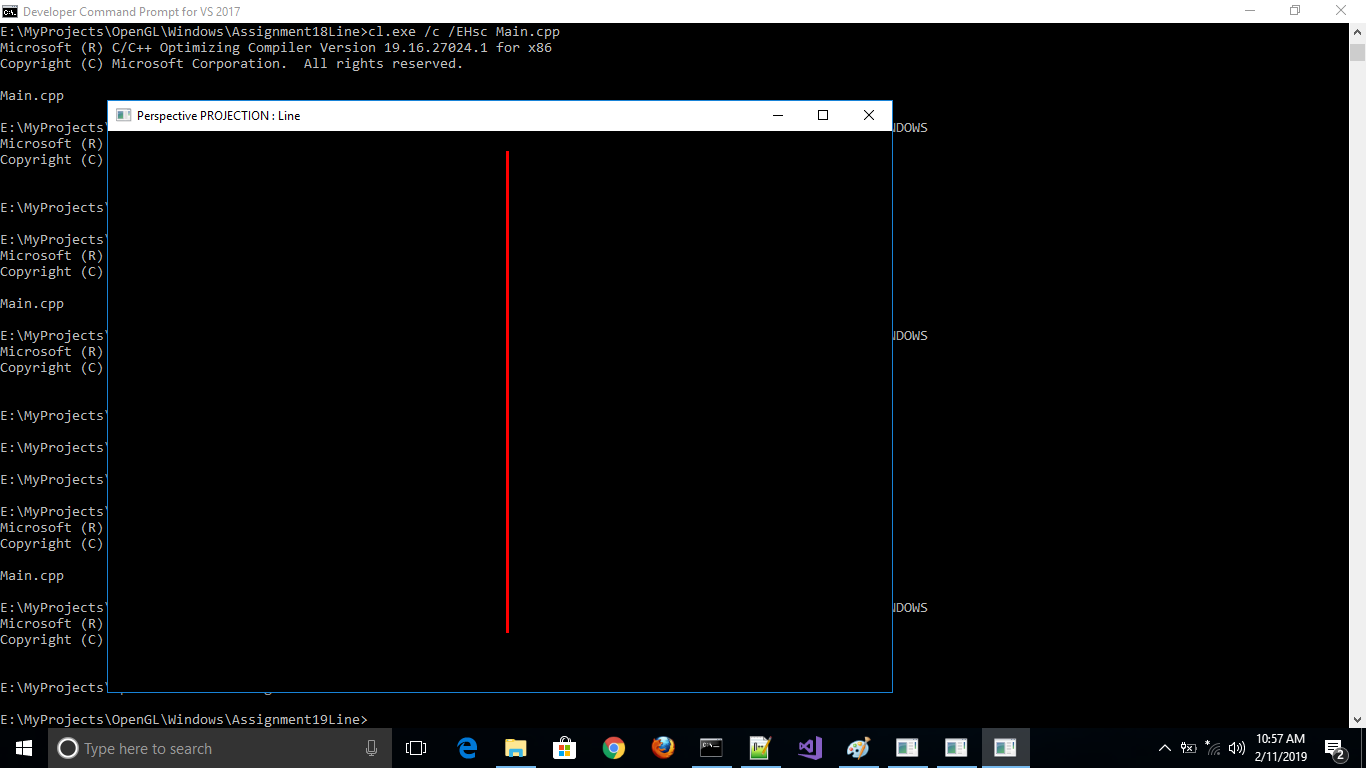 Developer Command Prompt for VS 2017
E:\MyProjects\OpenGL\Windows\Assignment18Line>cl.exe /c /EHsc Main.cpp
Microsoft (R) C/C++ Optimizing Compiler Version 19.16.27024.1 for x86
Copyright (C) Microsoft Corporation.  All rights reserved.
Main.cpp
Perspective PROJECTION : Line
E:\MyProjects\ NDOWS
Microsoft (R)
Copyright (C)
E:\MyProjects\
E:\MyProjects\
Microsoft (R)
Copyright (C)
Main.cpp
E:\MyProjects\ NDOWS
Microsoft (R)
Copyright (C)
E:\MyProjects\
E:\MyProjects\
E:\MyProjects\
E:\MyProjects\
Microsoft (R)
Copyright (C)
Main.cpp
E:\MyProjects\ NDOWS
Microsoft (R)
Copyright (C)
E:\MyProjects\
E:\MyProjects\OpenGL\Windows\Assignment19Line>
Type here to search
10:57 AM
2/11/2019
2